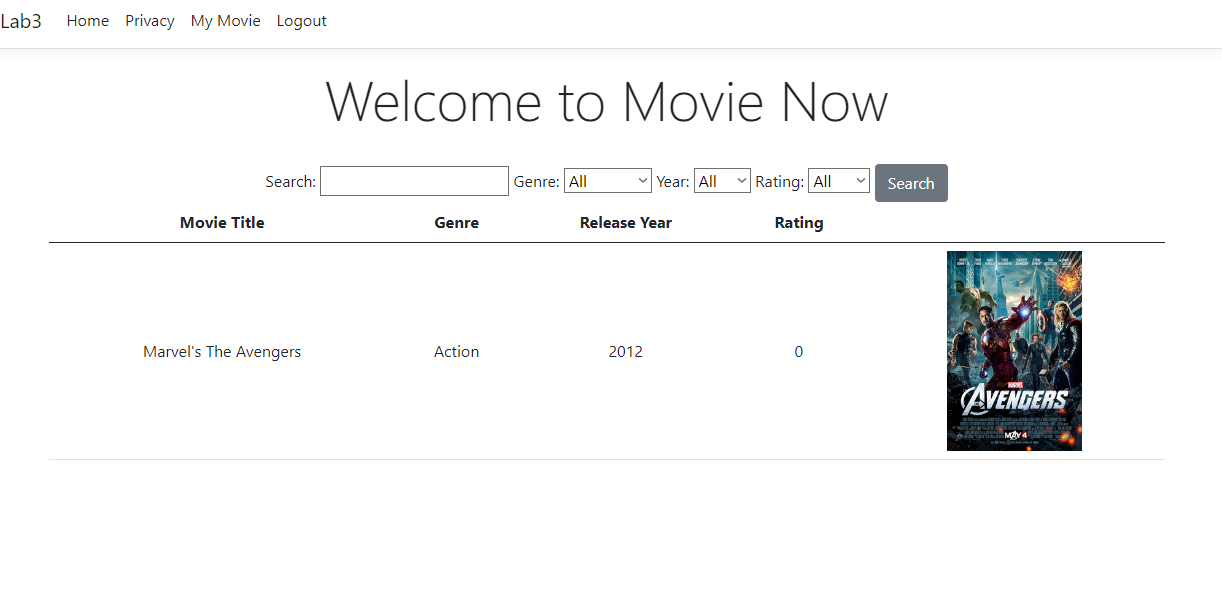 Lab3 Home Privacy My Movie Logout
Welcome to Movie Now
Search: Genre: All Year: All Rating: All Search
Movie Title Genre Release Year Rating
Marvel's The Avengers Action 2012 0
MARVEL
AVENGERS
MAY 4